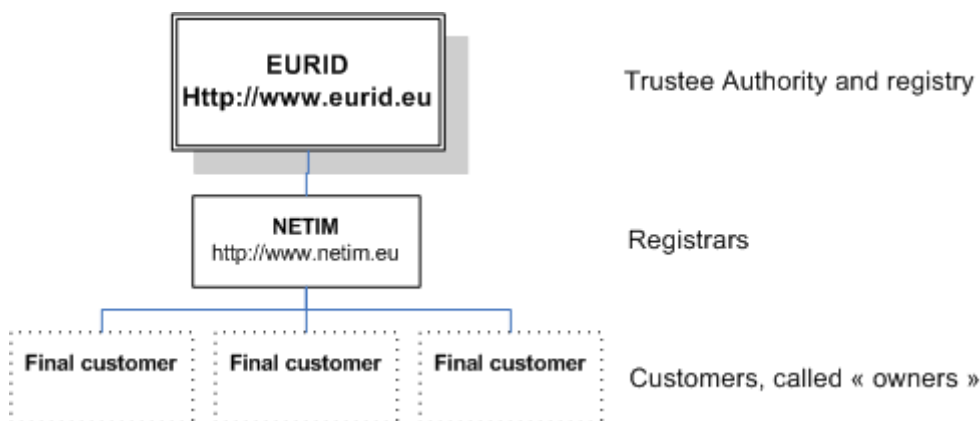 EURID
Http://www.eurid.eu
Trustee Authority and registry
NETIM
http://www.netim.eu
Registrars
Final customer
Final customer
Final customer
Customers, called « owners »